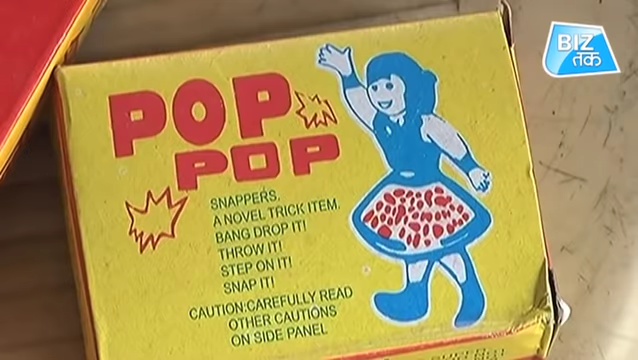 BIZ
तक
POP
POP
SNAPPERS.
A NOVEL TRICK ITEM.
BANG DROP IT!
THROW IT!
STEP ON IT!
SNAP IT!
CAUTION:CAREFULLY READ
OTHER CAUTIONS
ON SIDE PANEL